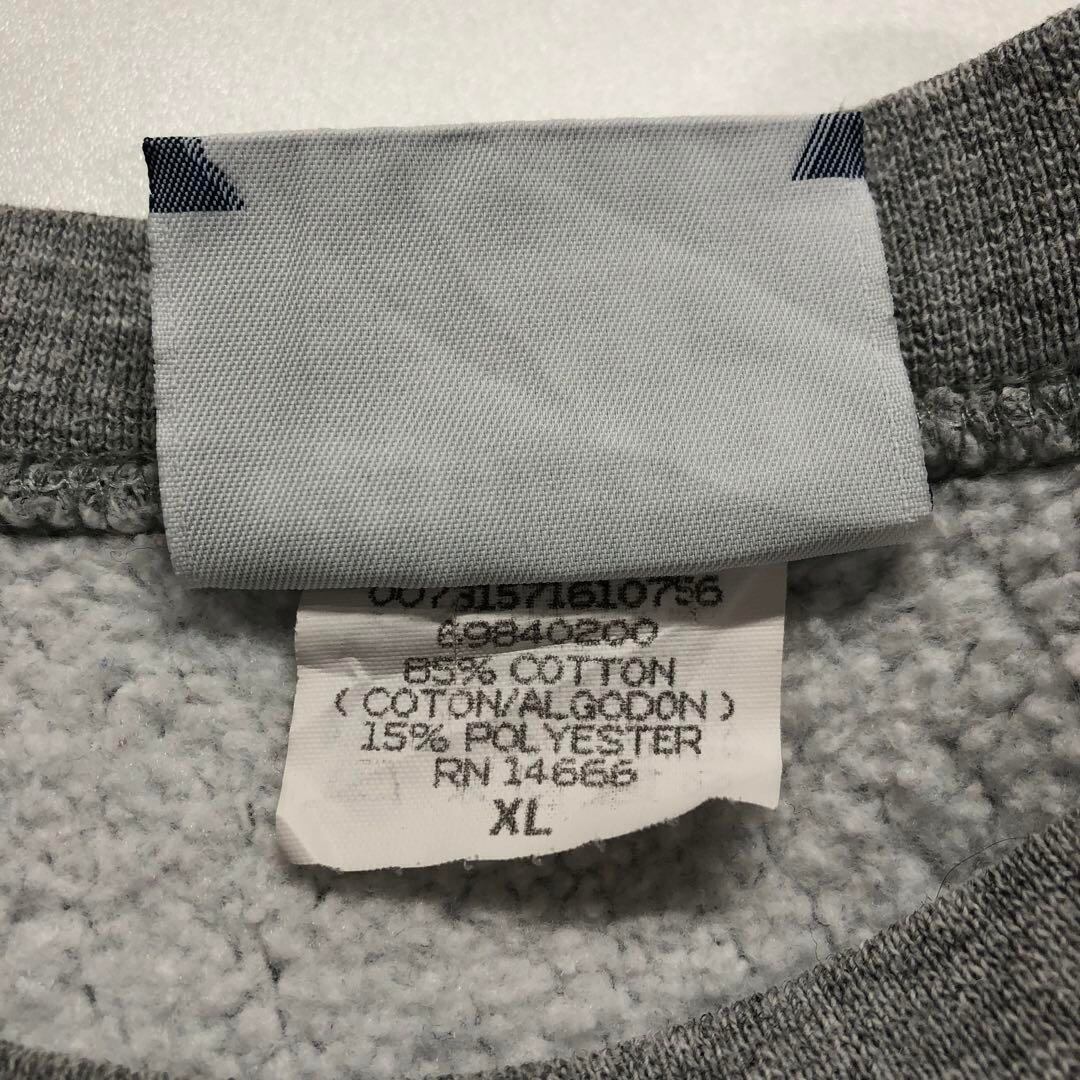 00731571610756
69840200
85% COTTON
(COTON/ALGODON)
15% POLYESTER
RN 14666
XL